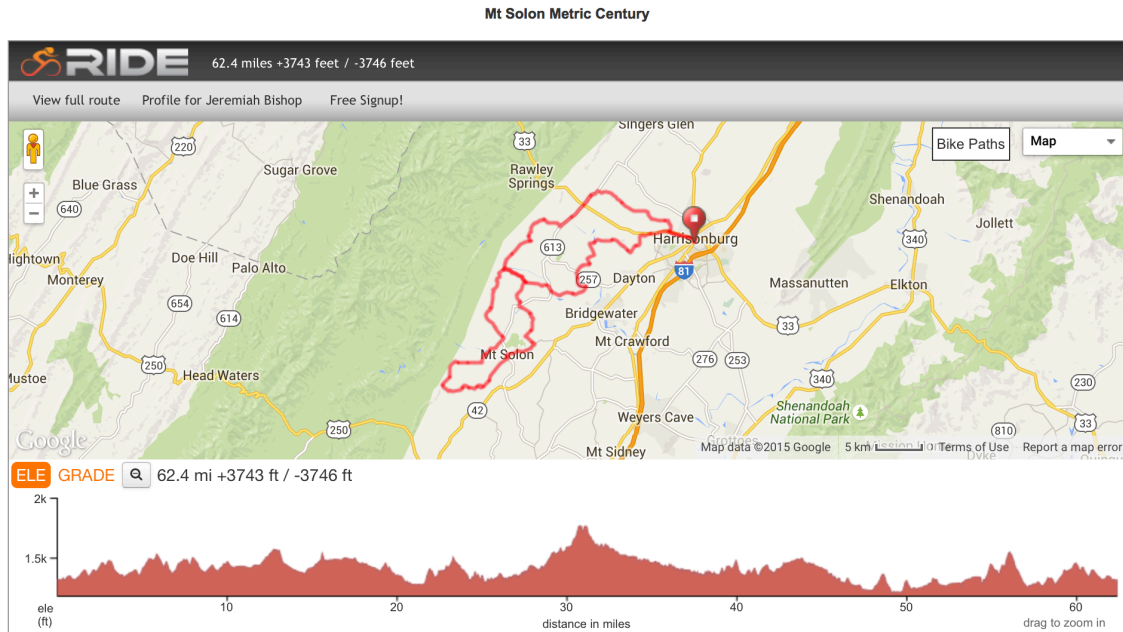 Mt Solon Metric Century
RIDE 62.4 miles +3743 feet / -3746 feet
View full route Profile for Jeremiah Bishop Free Signup!
Singers Glen
33
220
Bike Paths Map
Sugar Grove
Rawley
Springs
Blue Grass
640
Shenandoah
Jollett
Harrisonburg
340
613
lightown
Doe Hill
Palo Alto
81
Monterey
257
Dayton
Massanutten
Elkton
654
614
Bridgewater
33
Mt Crawford
Mt Solon
276
253
250
Mustoe
Head Waters
340
230
42
Shenandoah
National Park
Weyers Cave
33
250
810
Google
Grottoes
Mt Sidney
Map data ©2015 Google 5 km Terms of Use Report a map error
Dyke
ELE GRADE 62.4 mi +3743 ft / -3746 ft
2k
1.5k
ele
(ft)
10 20 30 40 50 60
distance in miles
drag to zoom in